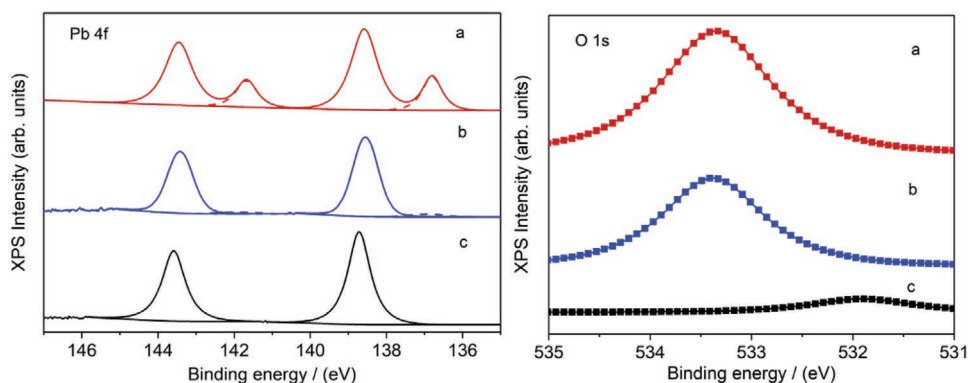 Pb 4f
a
b
c
XPS Intensity (arb. units)
146 144 142 140 138 136
Binding energy / (eV)
O 1s
a
b
c
XPS Intensity (arb. units)
535 534 533 532 531
Binding energy / (eV)